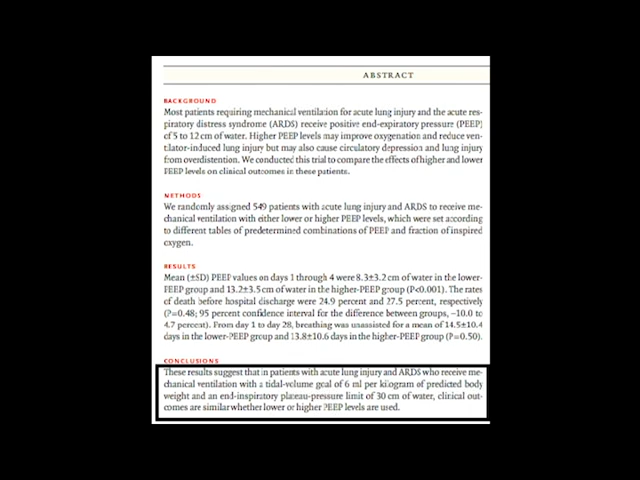 ABSTRACT
BACKGROUND
Most patients requiring mechanical ventilation for acute lung injury and the acute res-
piratory distress syndrome (ARDS) receive positive end-expiratory pressure (PEEP)
of 5 to 12 cm of water. Higher PEEP levels may improve oxygenation and reduce ven-
tilator-induced lung injury but may also cause circulatory depression and lung injury
from overdistention. We conducted this trial to compare the effects of higher and lower
PEEP levels on clinical outcomes in these patients.
METHODS
We randomly assigned 549 patients with acute lung injury and ARDS to receive me-
chanical ventilation with either lower or higher PEEP levels, which were set according
to different tables of predetermined combinations of PEEP and fraction of inspired
oxygen.
RESULTS
Mean (±SD) PEEP values on days 1 through 4 were 8.3±3.2 cm of water in the lower-
PEEP group and 13.2±3.5 cm of water in the higher-PEEP group (P<0.001). The rates
of death before hospital discharge were 24.9 percent and 27.5 percent, respectively
(P=0.48; 95 percent confidence interval for the difference between groups, –10.0 to
4.7 percent). From day 1 to day 28, breathing was unassisted for a mean of 14.5±10.4
days in the lower-PEEP group and 13.8±10.6 days in the higher-PEEP group (P=0.50).
CONCLUSIONS
These results suggest that in patients with acute lung injury and ARDS who receive me-
chanical ventilation with a tidal-volume goal of 6 ml per kilogram of predicted body
weight and an end-inspiratory plateau-pressure limit of 30 cm of water, clinical out-
comes are similar whether lower or higher PEEP levels are used.